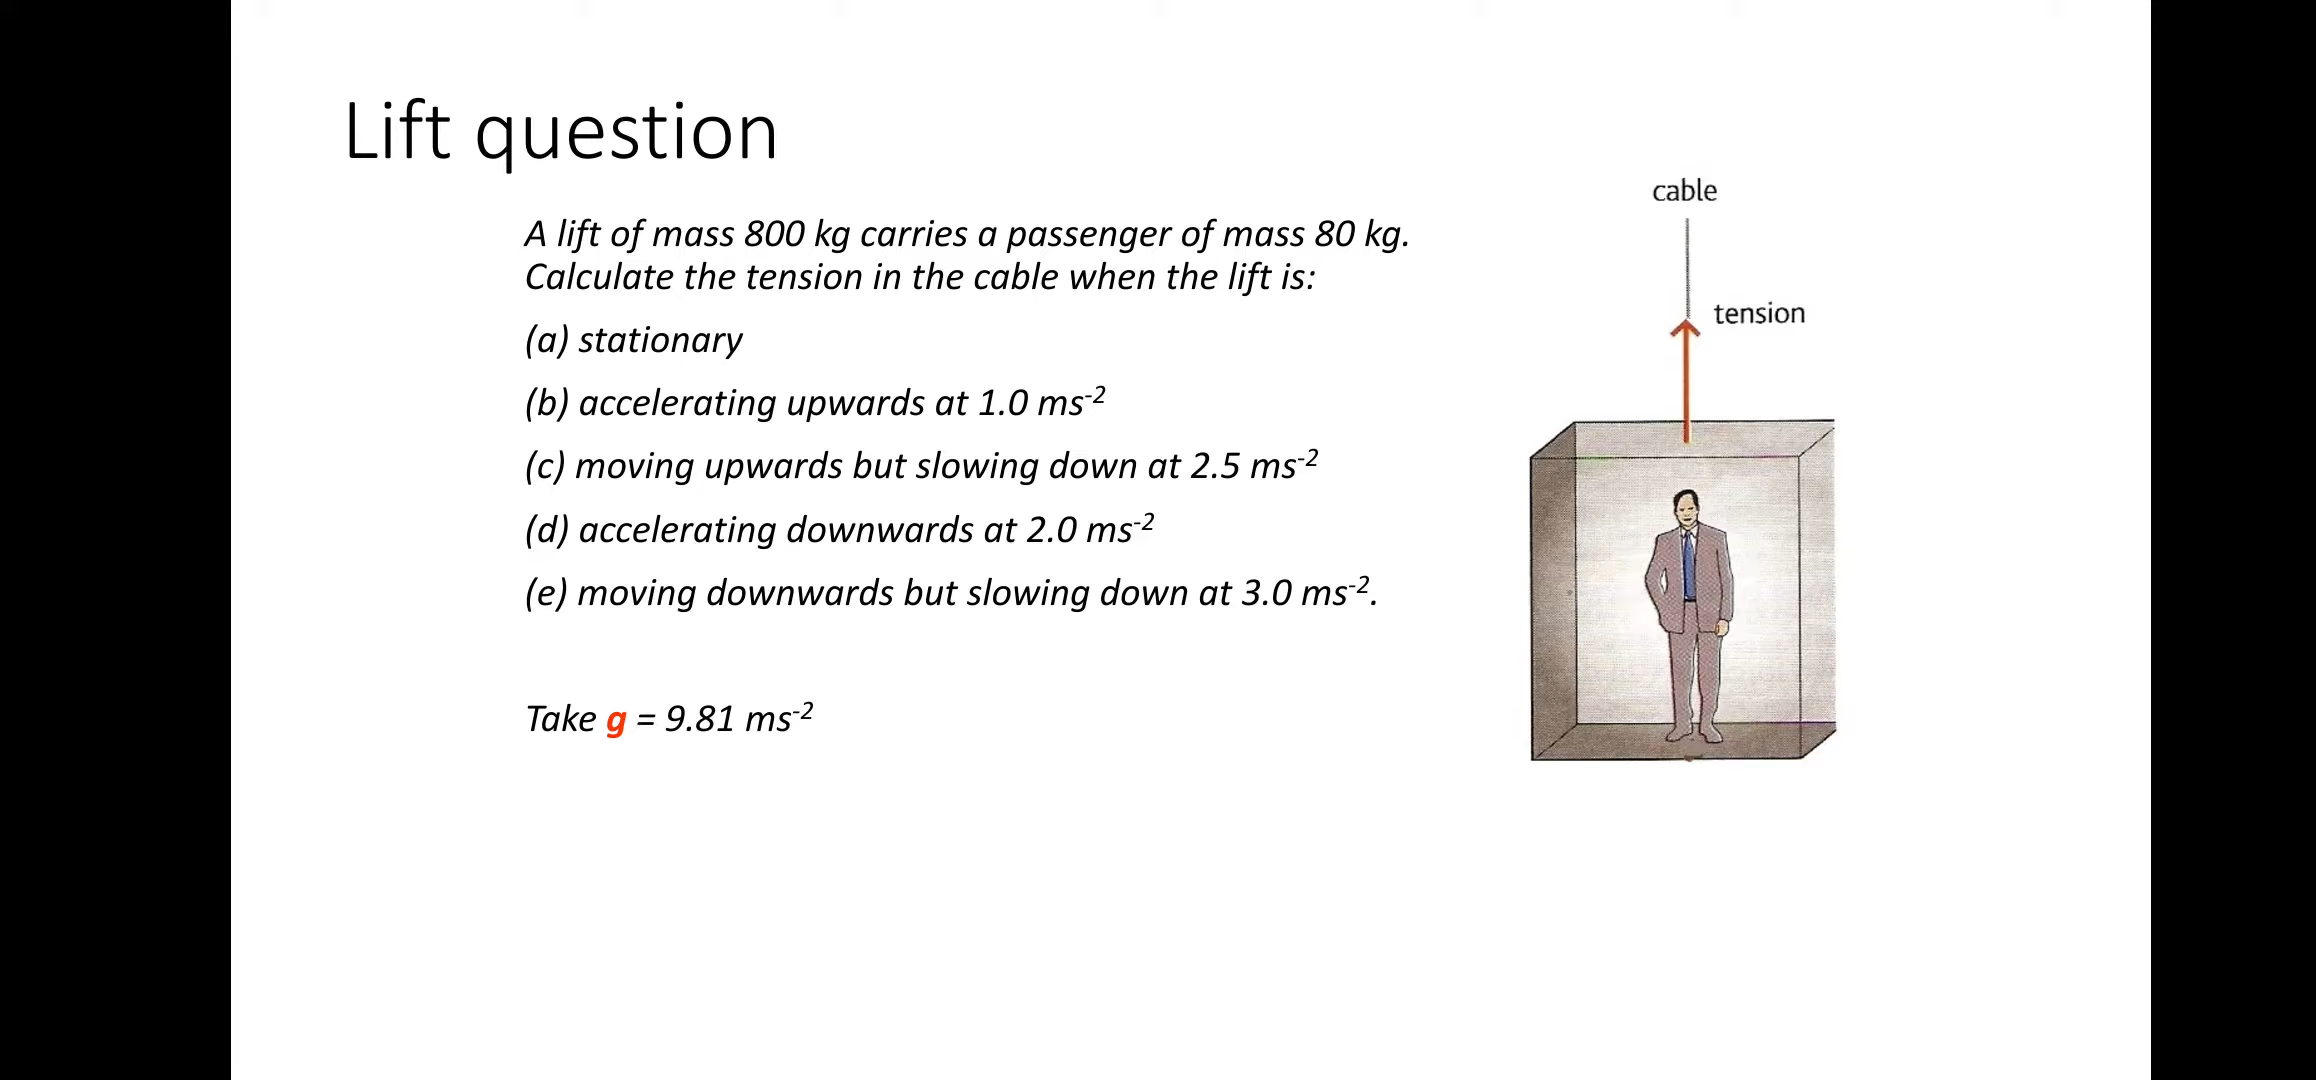 Lift question
cable
A lift of mass 800 kg carries a passenger of mass 80 kg.
Calculate the tension in the cable when the lift is:
tension
(a) stationary
(b) accelerating upwards at 1.0 ms⁻²
(c) moving upwards but slowing down at 2.5 ms⁻²
(d) accelerating downwards at 2.0 ms⁻²
(e) moving downwards but slowing down at 3.0 ms⁻².
Take g = 9.81 ms⁻²